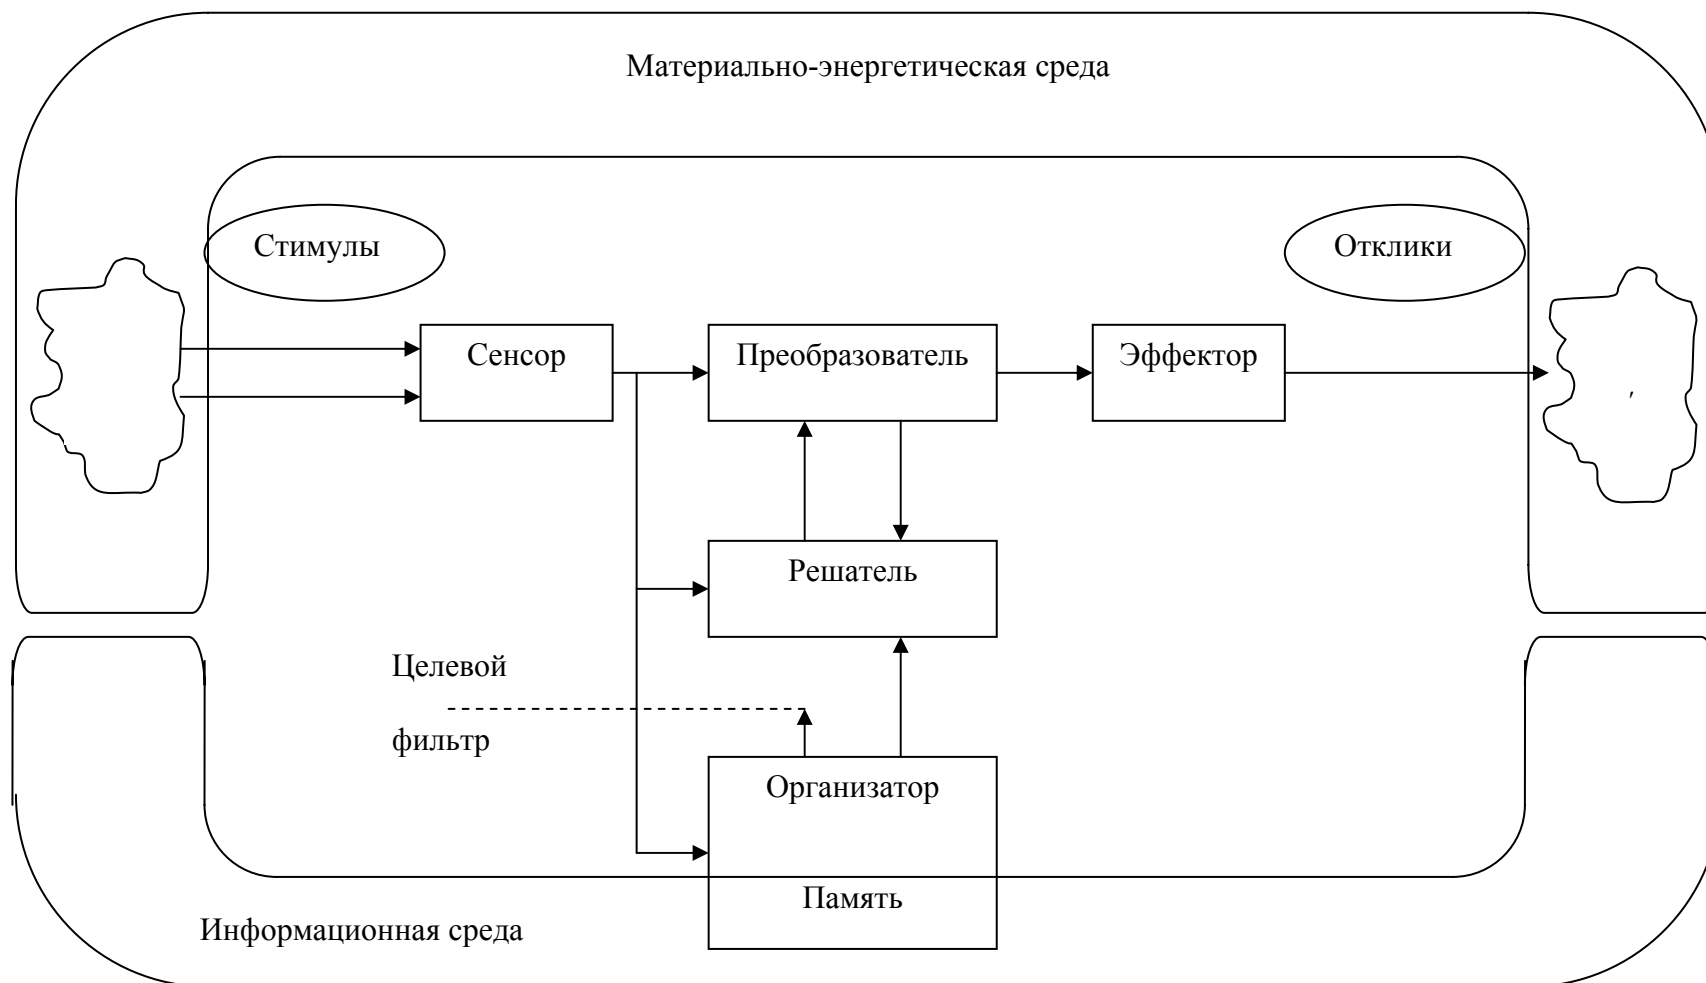 Материально-энергетическая среда
Стимулы
Отклики
Сенсор
Преобразователь
Эффектор
Решатель
Целевой
фильтр
Организатор
Память
Информационная среда